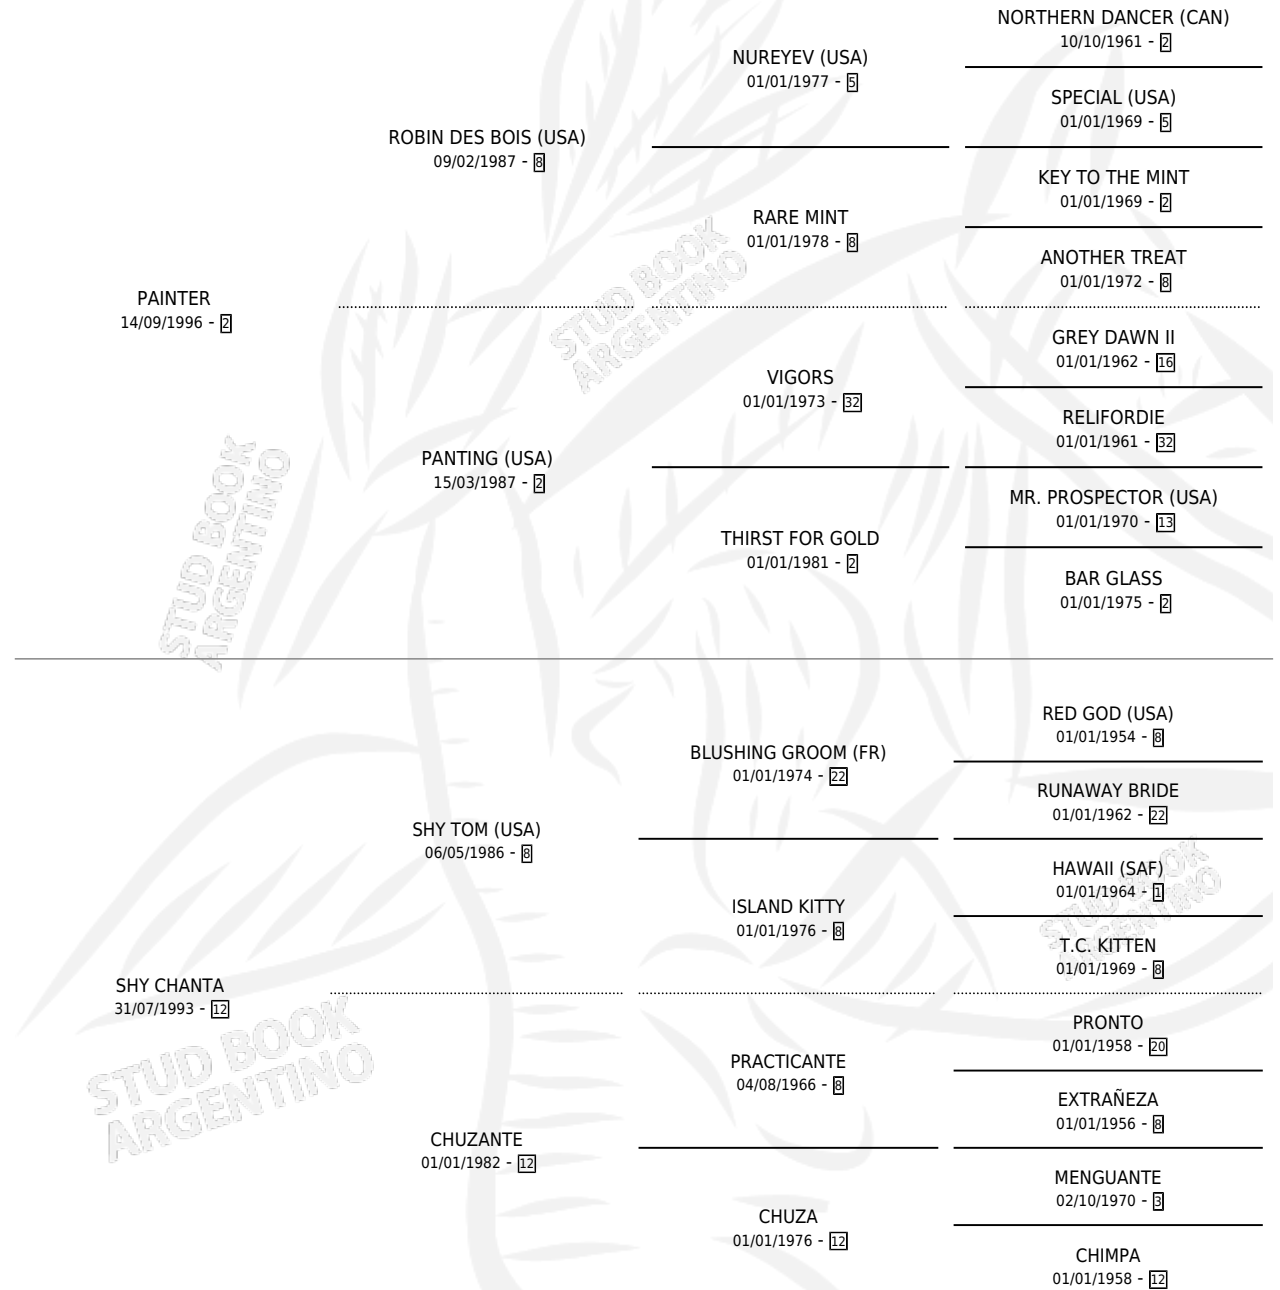 NORTHERN DANCER (CAN)
10/10/1961 - 2
NUREYEV (USA)
01/01/1977 - 5
SPECIAL (USA)
01/01/1969 - 5
ROBIN DES BOIS (USA)
09/02/1987 - 8
KEY TO THE MINT
01/01/1969 - 2
RARE MINT
01/01/1978 - 8
ANOTHER TREAT
01/01/1972 - 8
PAINTER
14/09/1996 - 2
GREY DAWN II
01/01/1962 - 16
VIGORS
01/01/1973 - 32
RELIFORDIE
01/01/1961 - 32
PANTING (USA)
15/03/1987 - 2
MR. PROSPECTOR (USA)
01/01/1970 - 13
THIRST FOR GOLD
01/01/1981 - 2
BAR GLASS
01/01/1975 - 2
RED GOD (USA)
01/01/1954 - 8
BLUSHING GROOM (FR)
01/01/1974 - 22
RUNAWAY BRIDE
01/01/1962 - 22
SHY TOM (USA)
06/05/1986 - 8
HAWAII (SAF)
01/01/1964 - 1
ISLAND KITTY
01/01/1976 - 8
T.C. KITTEN
01/01/1969 - 8
SHY CHANTA
31/07/1993 - 12
PRONTO
01/01/1958 - 20
PRACTICANTE
04/08/1966 - 8
EXTRAÑEZA
01/01/1956 - 8
CHUZANTE
01/01/1982 - 12
MENGUANTE
02/10/1970 - 3
CHUZA
01/01/1976 - 12
CHIMPA
01/01/1958 - 12
STUD BOOK
ARGENTINO
STUD BOOK
ARGENTINO
STUD BOOK
ARGENTINO
STUD BOOK
ARGENTINO